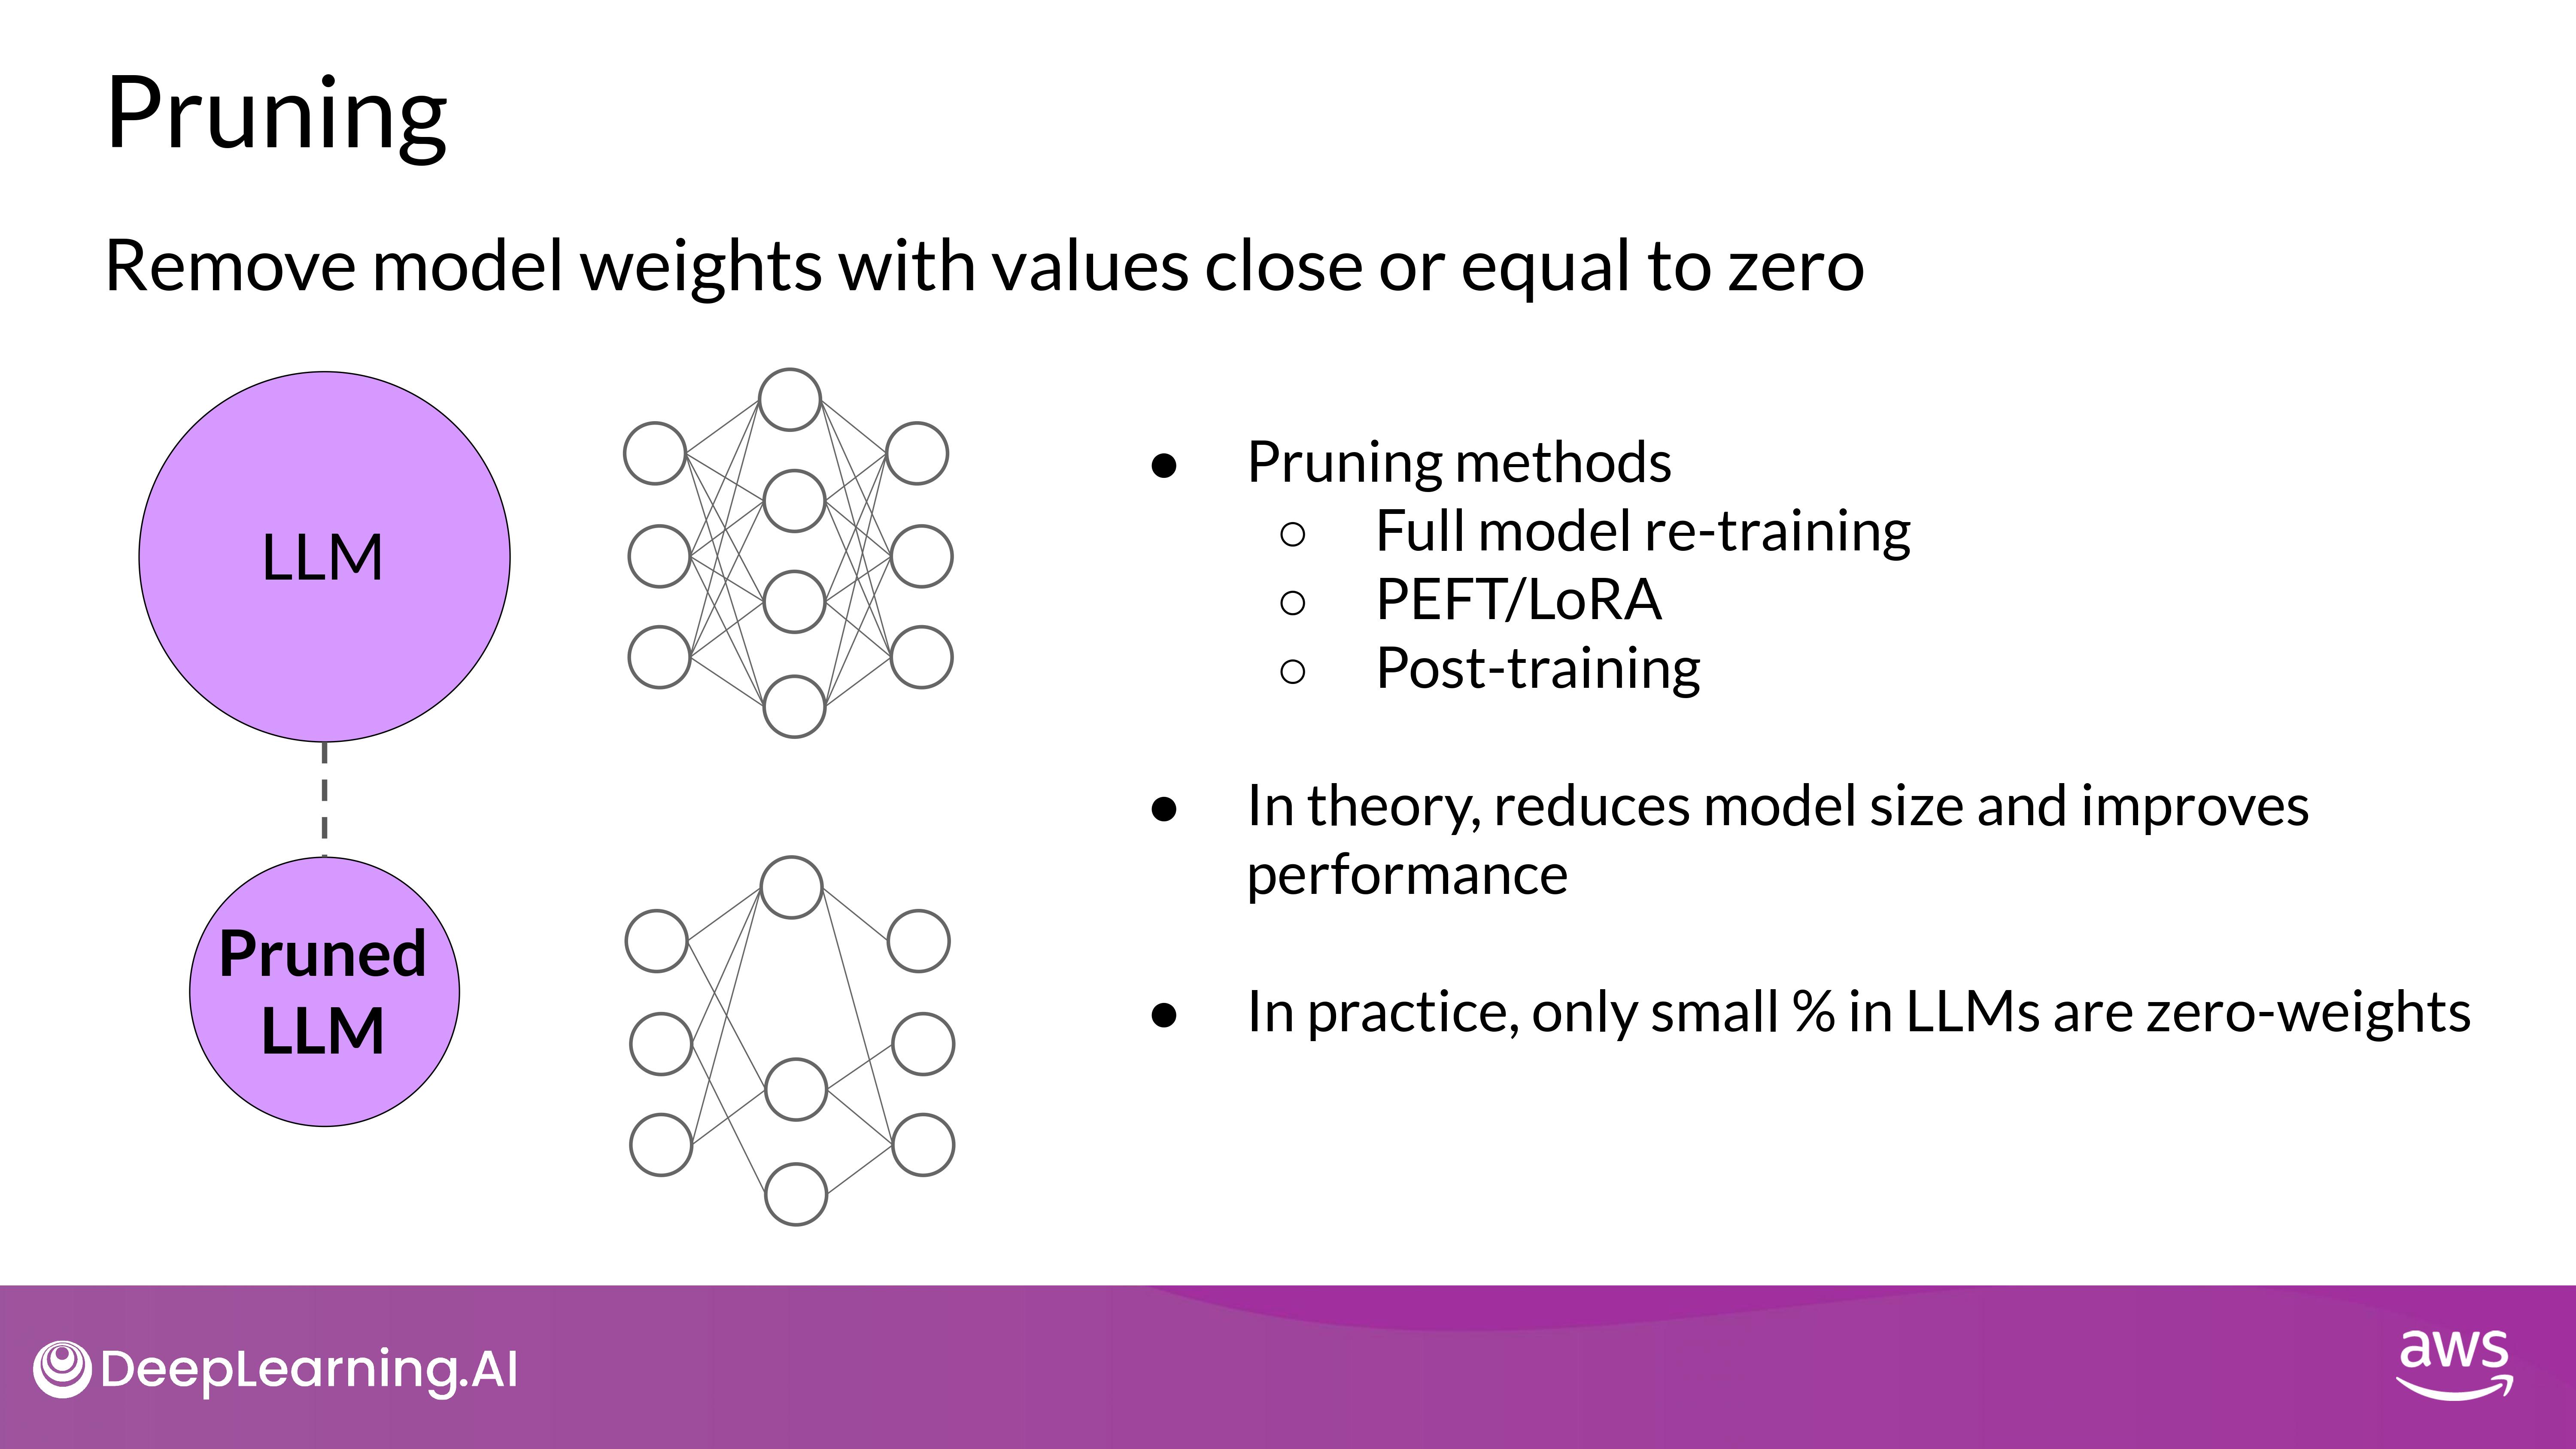 Pruning
Remove model weights with values close or equal to zero
LLM
Pruned
LLM
● Pruning methods
○ Full model re-training
○ PEFT/LoRA
○ Post-training
● In theory, reduces model size and improves
performance
● In practice, only small % in LLMs are zero-weights
DeepLearning.AI
aws